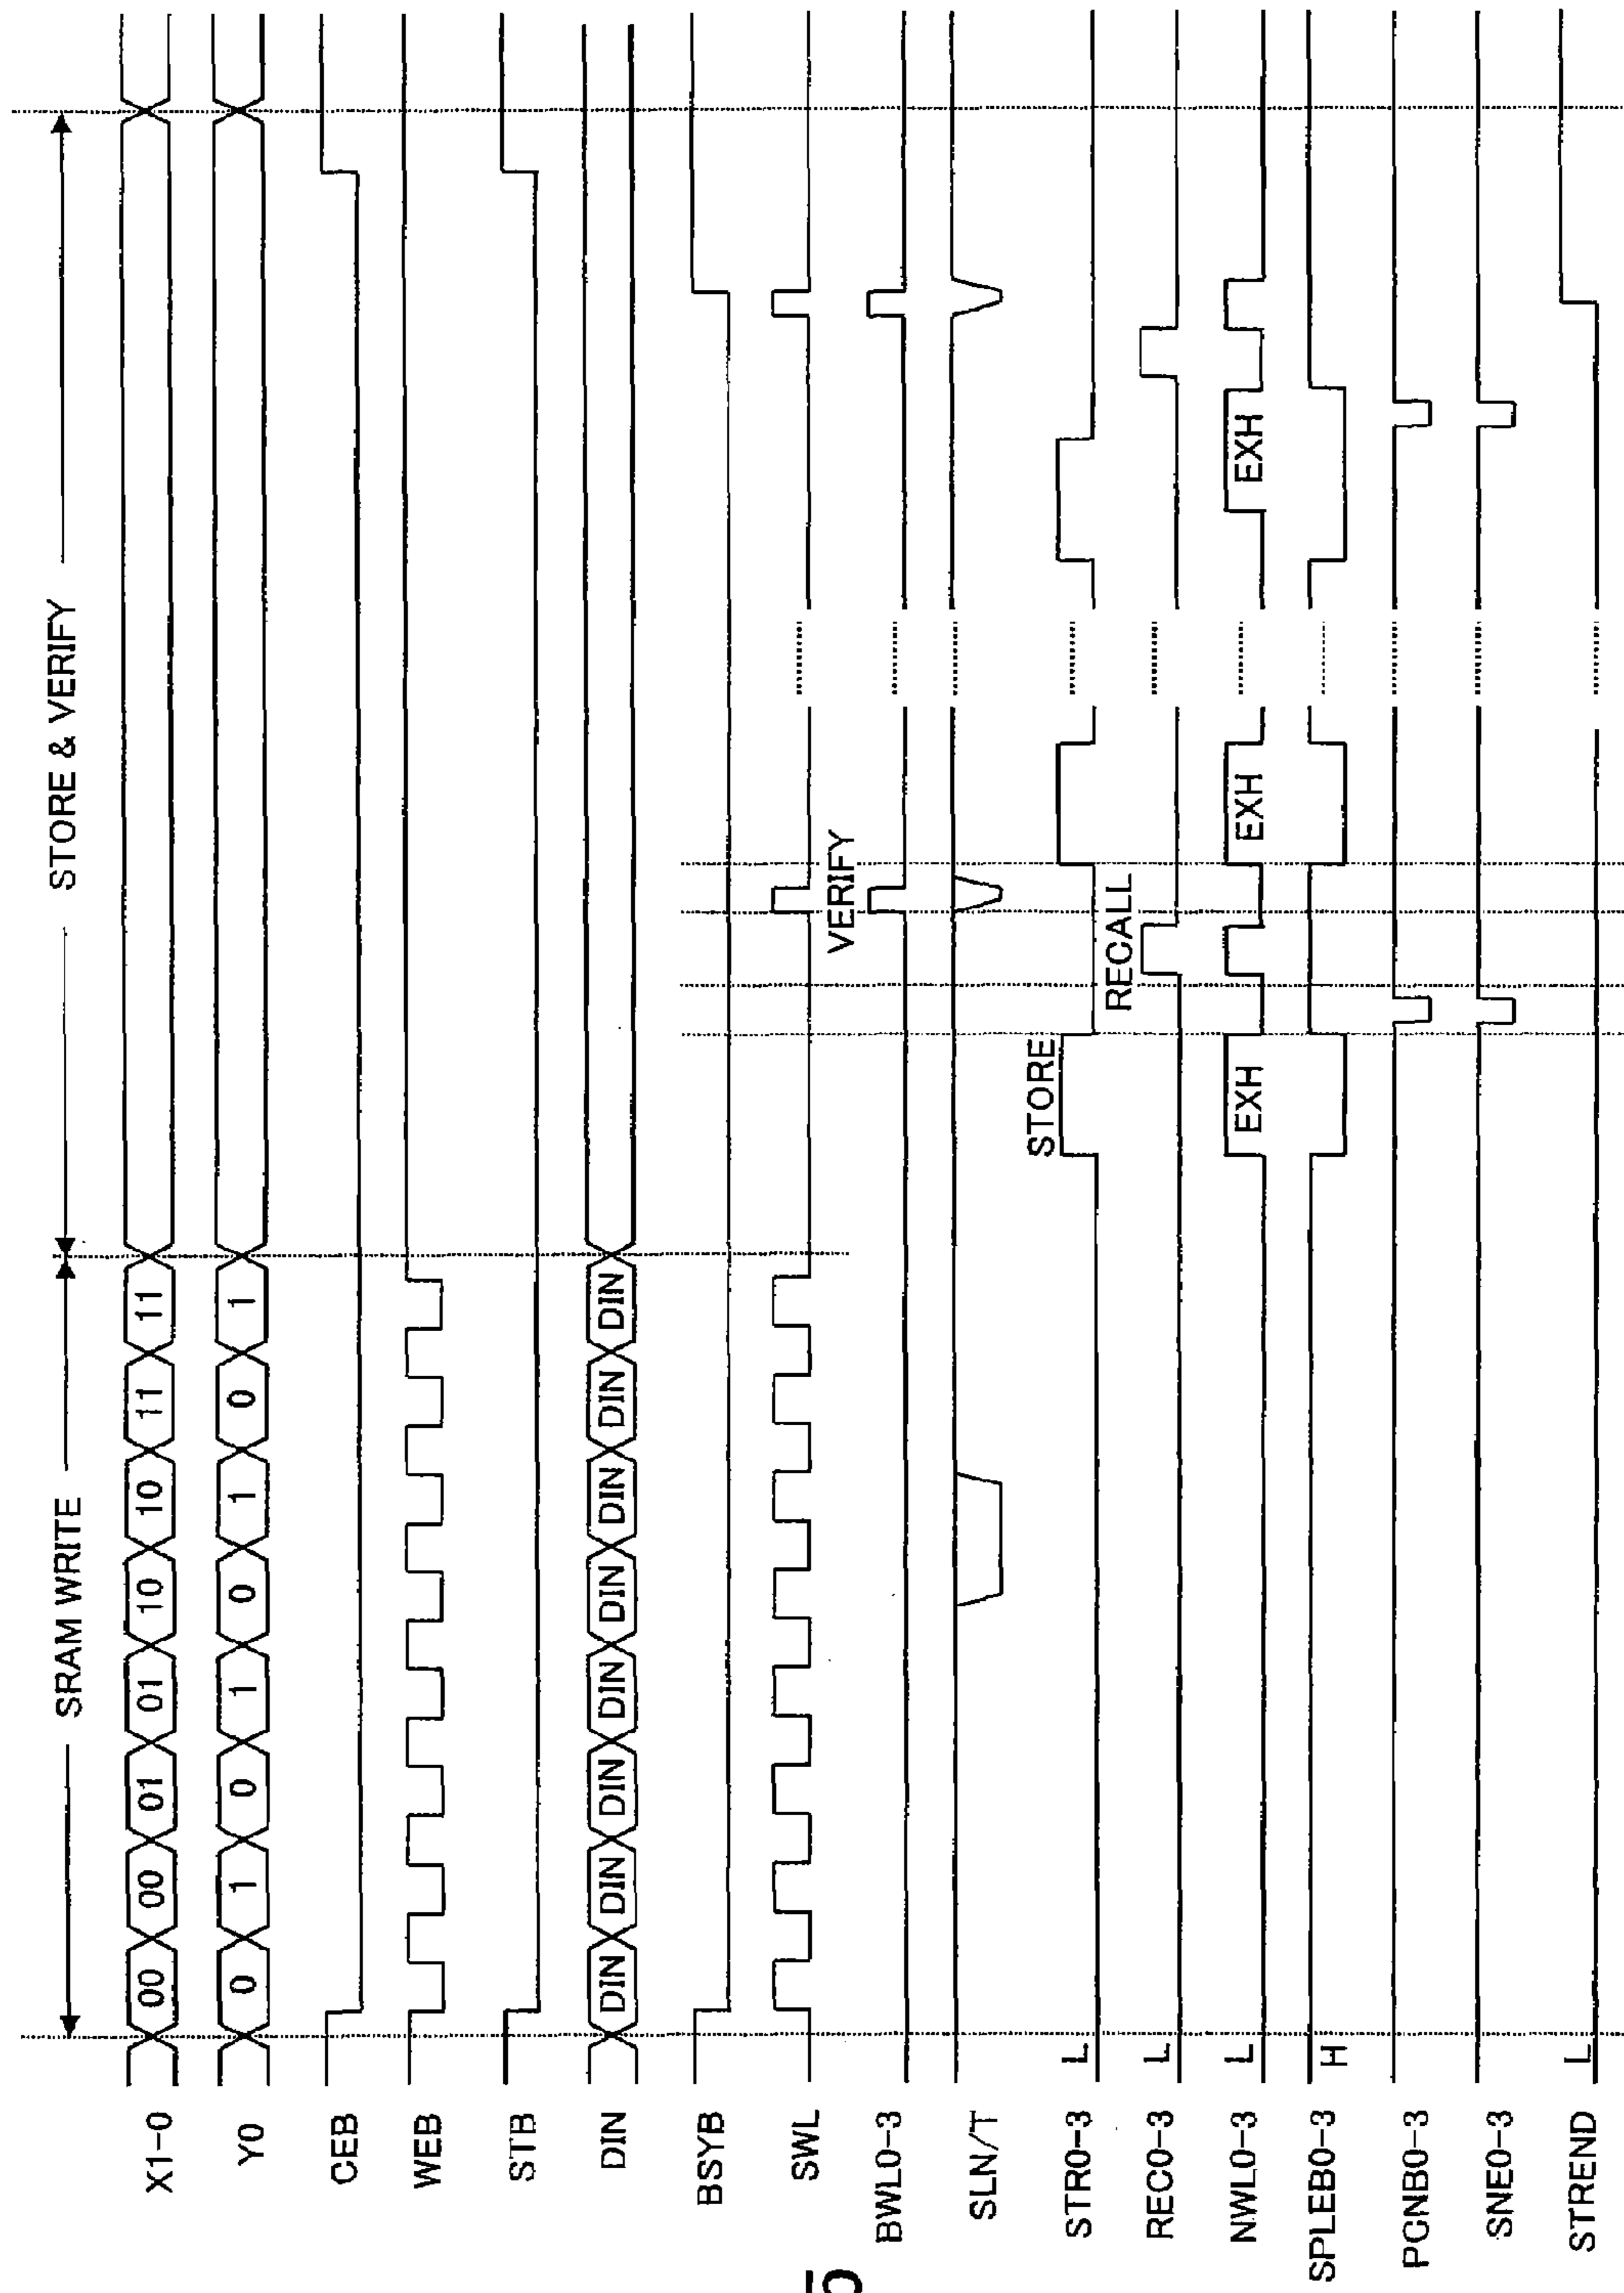 SRAM WRITE
STORE & VERIFY
X1-0 00 00 01 01 10 10 11 11
Y0 0 1 0 1 0 1 0 1
CEB
WEB
STB
DIN DIN DIN DIN DIN DIN DIN DIN DIN
BSYB
SWL
VERIFY
BWL0-3
SLN/T
STORE
STR0-3 L
RECALL
REC0-3 L
NWL0-3 L EXH EXH EXH
SPLEB0-3 H
PCNB0-3
SNE0-3
STREND L